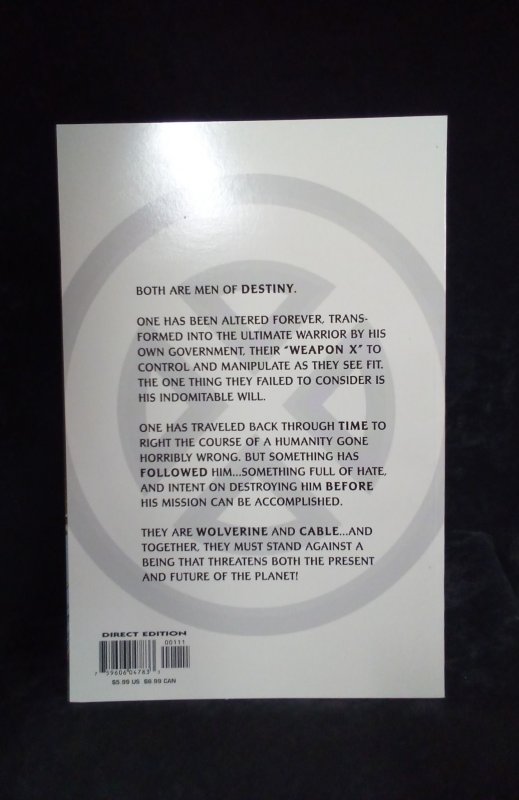 BOTH ARE MEN OF DESTINY.
ONE HAS BEEN ALTERED FOREVER, TRANS-
FORMED INTO THE ULTIMATE WARRIOR BY HIS
OWN GOVERNMENT, THEIR "WEAPON X" TO
CONTROL AND MANIPULATE AS THEY SEE FIT.
THE ONE THING THEY FAILED TO CONSIDER IS
HIS INDOMITABLE WILL.
ONE HAS TRAVELED BACK THROUGH TIME TO
RIGHT THE COURSE OF A HUMANITY GONE
HORRIBLY WRONG. BUT SOMETHING HAS
FOLLOWED HIM...SOMETHING FULL OF HATE,
AND INTENT ON DESTROYING HIM BEFORE
HIS MISSION CAN BE ACCOMPLISHED.
THEY ARE WOLVERINE AND CABLE...AND
TOGETHER, THEY MUST STAND AGAINST A
BEING THAT THREATENS BOTH THE PRESENT
AND FUTURE OF THE PLANET!
DIRECT EDITION
00111
7 59606 04783 7
$5.99 US $8.99 CAN